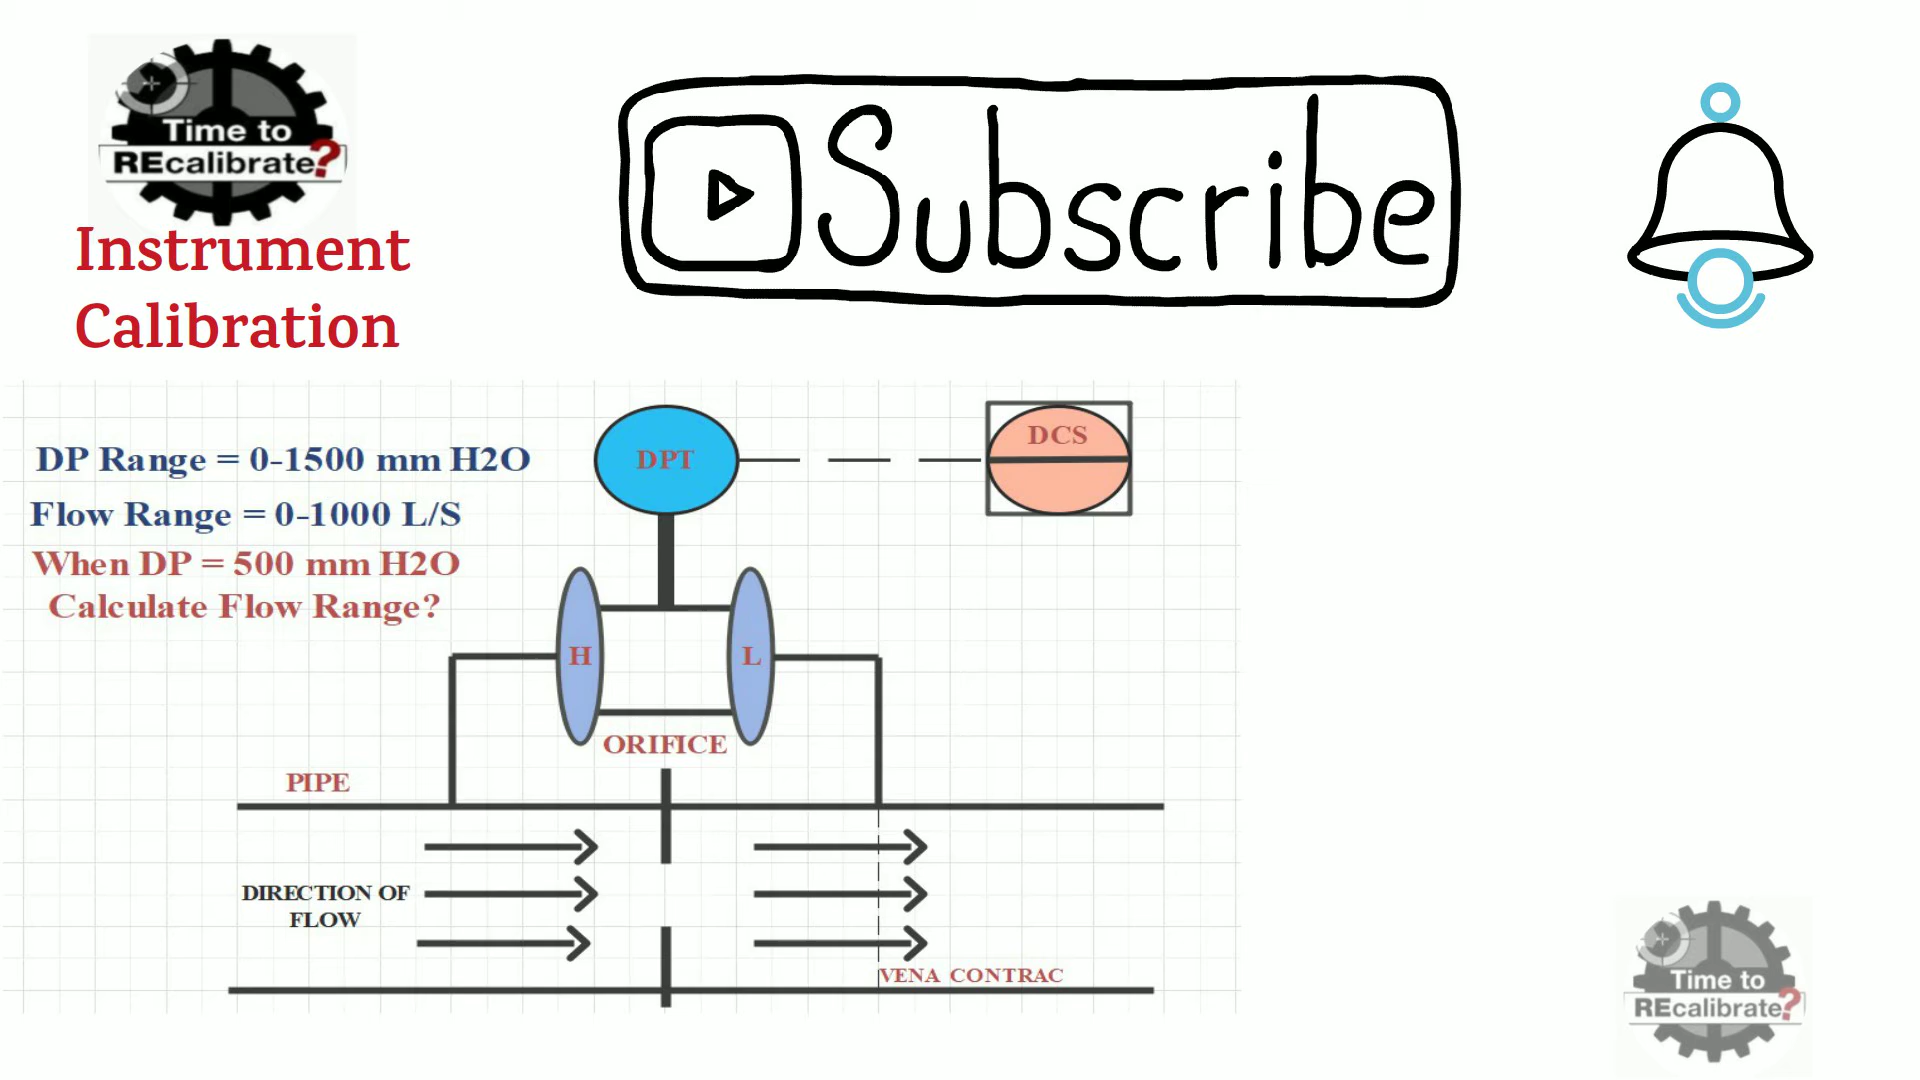 Time to
REcalibrate?
Instrument
Calibration
Subscribe
DP Range = 0-1500 mm H2O
Flow Range = 0-1000 L/S
When DP = 500 mm H2O
Calculate Flow Range?
DPT
DCS
H
L
ORIFICE
PIPE
DIRECTION OF
FLOW
VENA CONTRAC
Time to
REcalibrate?